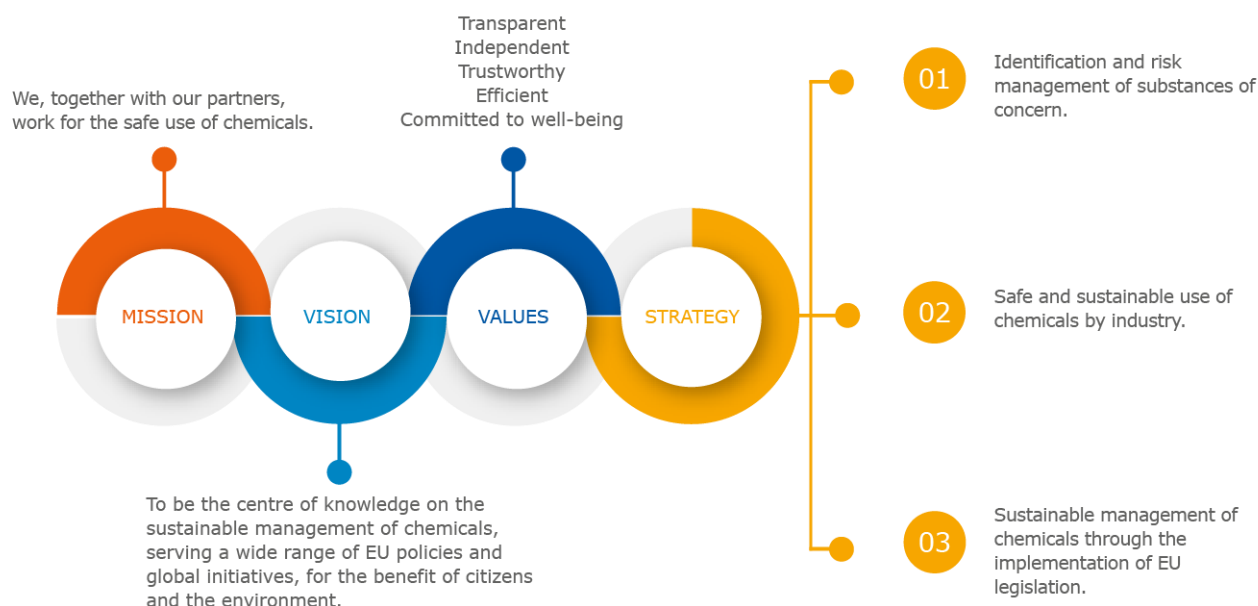 We, together with our partners,
work for the safe use of chemicals.
MISSION
VISION
To be the centre of knowledge on the
sustainable management of chemicals,
serving a wide range of EU policies and
global initiatives, for the benefit of citizens
and the environment.
Transparent
Independent
Trustworthy
Efficient
Committed to well-being
VALUES
STRATEGY
01
Identification and risk
management of substances of
concern.
02
Safe and sustainable use of
chemicals by industry.
03
Sustainable management of
chemicals through the
implementation of EU
legislation.